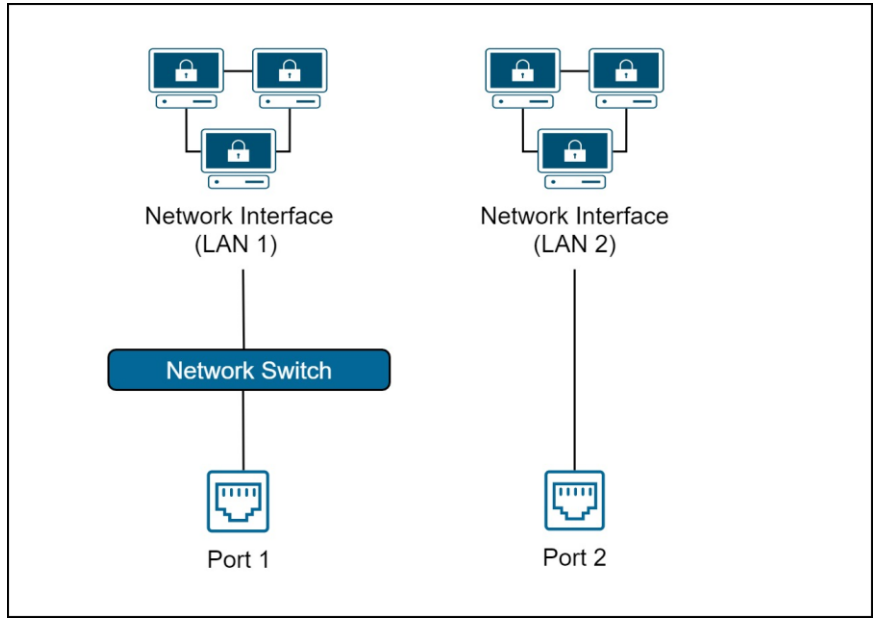 Network Interface
(LAN 1)
Network Interface
(LAN 2)
Network Switch
Port 1
Port 2